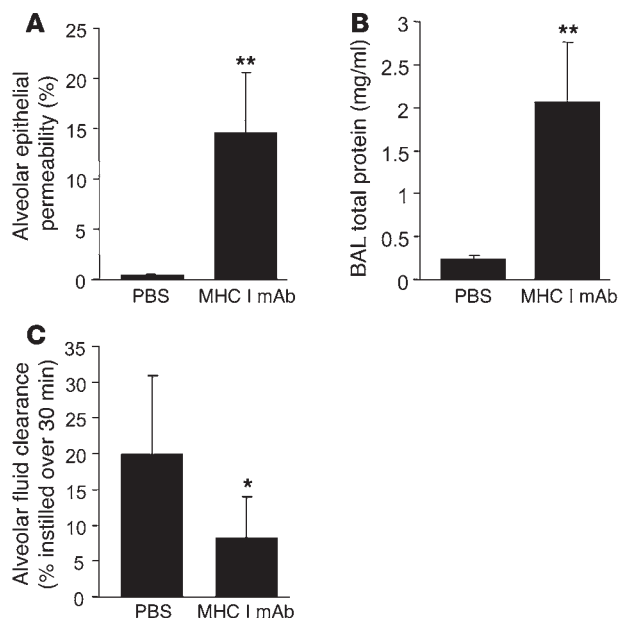 A
Alveolar epithelial
permeability (%)
25
20
15
10
5
0
**
PBS
MHC I mAb
B
BAL total protein (mg/ml)
3
2.5
2
1.5
1
0.5
0
**
PBS
MHC I mAb
C
Alveolar fluid clearance
(% instilled over 30 min)
35
30
25
20
15
10
5
0
*
PBS
MHC I mAb